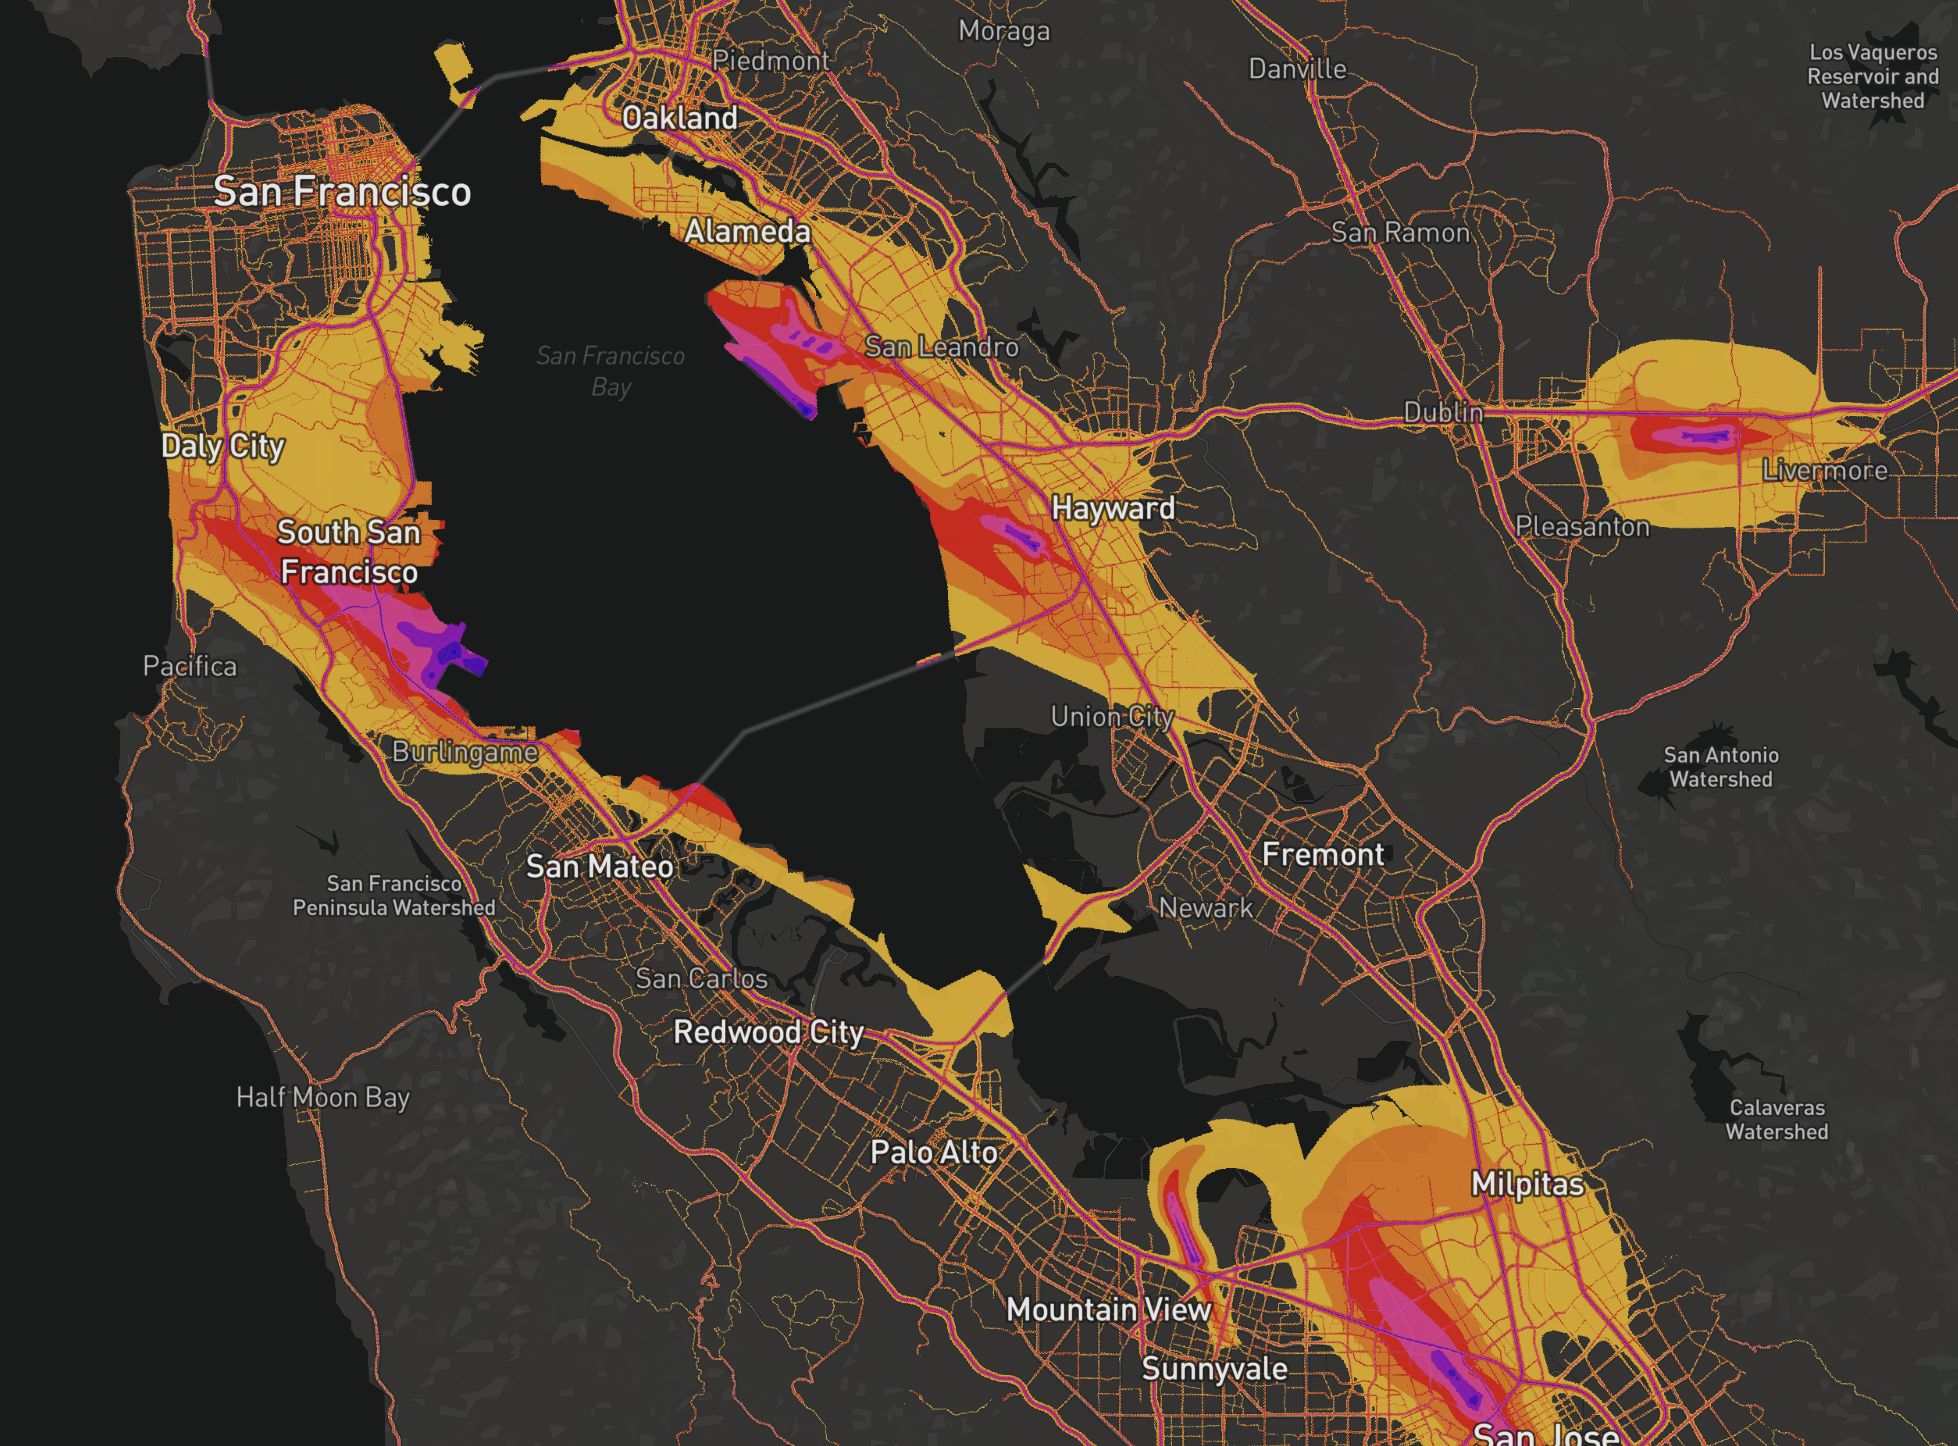 Moraga
Los Vaqueros
Reservoir and
Watershed
Piedmont
Danville
Oakland
San Francisco
Alameda
San Ramon
San Leandro
San Francisco
Bay
Dublin
Daly City
Livermore
Hayward
Pleasanton
South San
Francisco
Pacifica
Union City
Burlingame
San Antonio
Watershed
San Mateo
Fremont
San Francisco
Peninsula Watershed
Newark
San Carlos
Redwood City
Half Moon Bay
Calaveras
Watershed
Palo Alto
Milpitas
Mountain View
Sunnyvale
San Jose